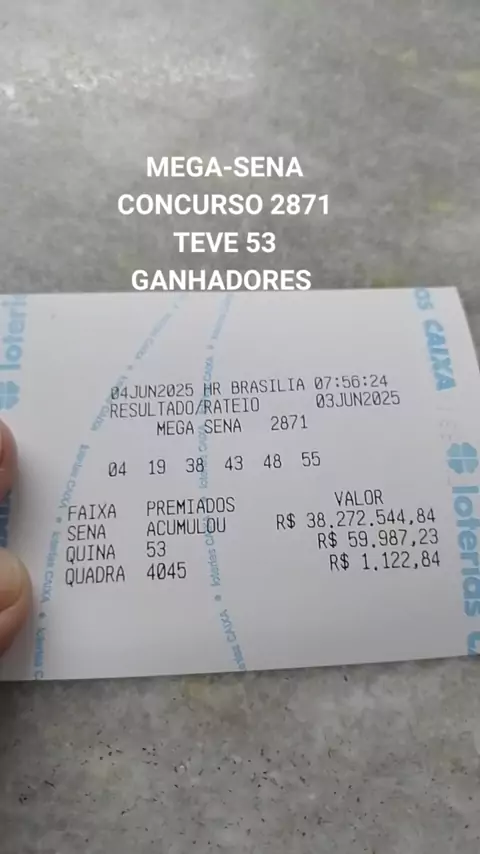 MEGA-SENA
CONCURSO 2871
TEVE 53
GANHADORES
04JUN2025 HR BRASILIA 07:56:24
RESULTADO/RATEIO 03JUN2025
MEGA SENA 2871
04 19 38 43 48 55
FAIXA PREMIADOS VALOR
SENA ACUMULOU R$ 38.272.544,84
QUINA 53 R$ 59.987,23
QUADRA 4045 R$ 1.122,84
loterias CAIXA
loterias CAIXA
loterias